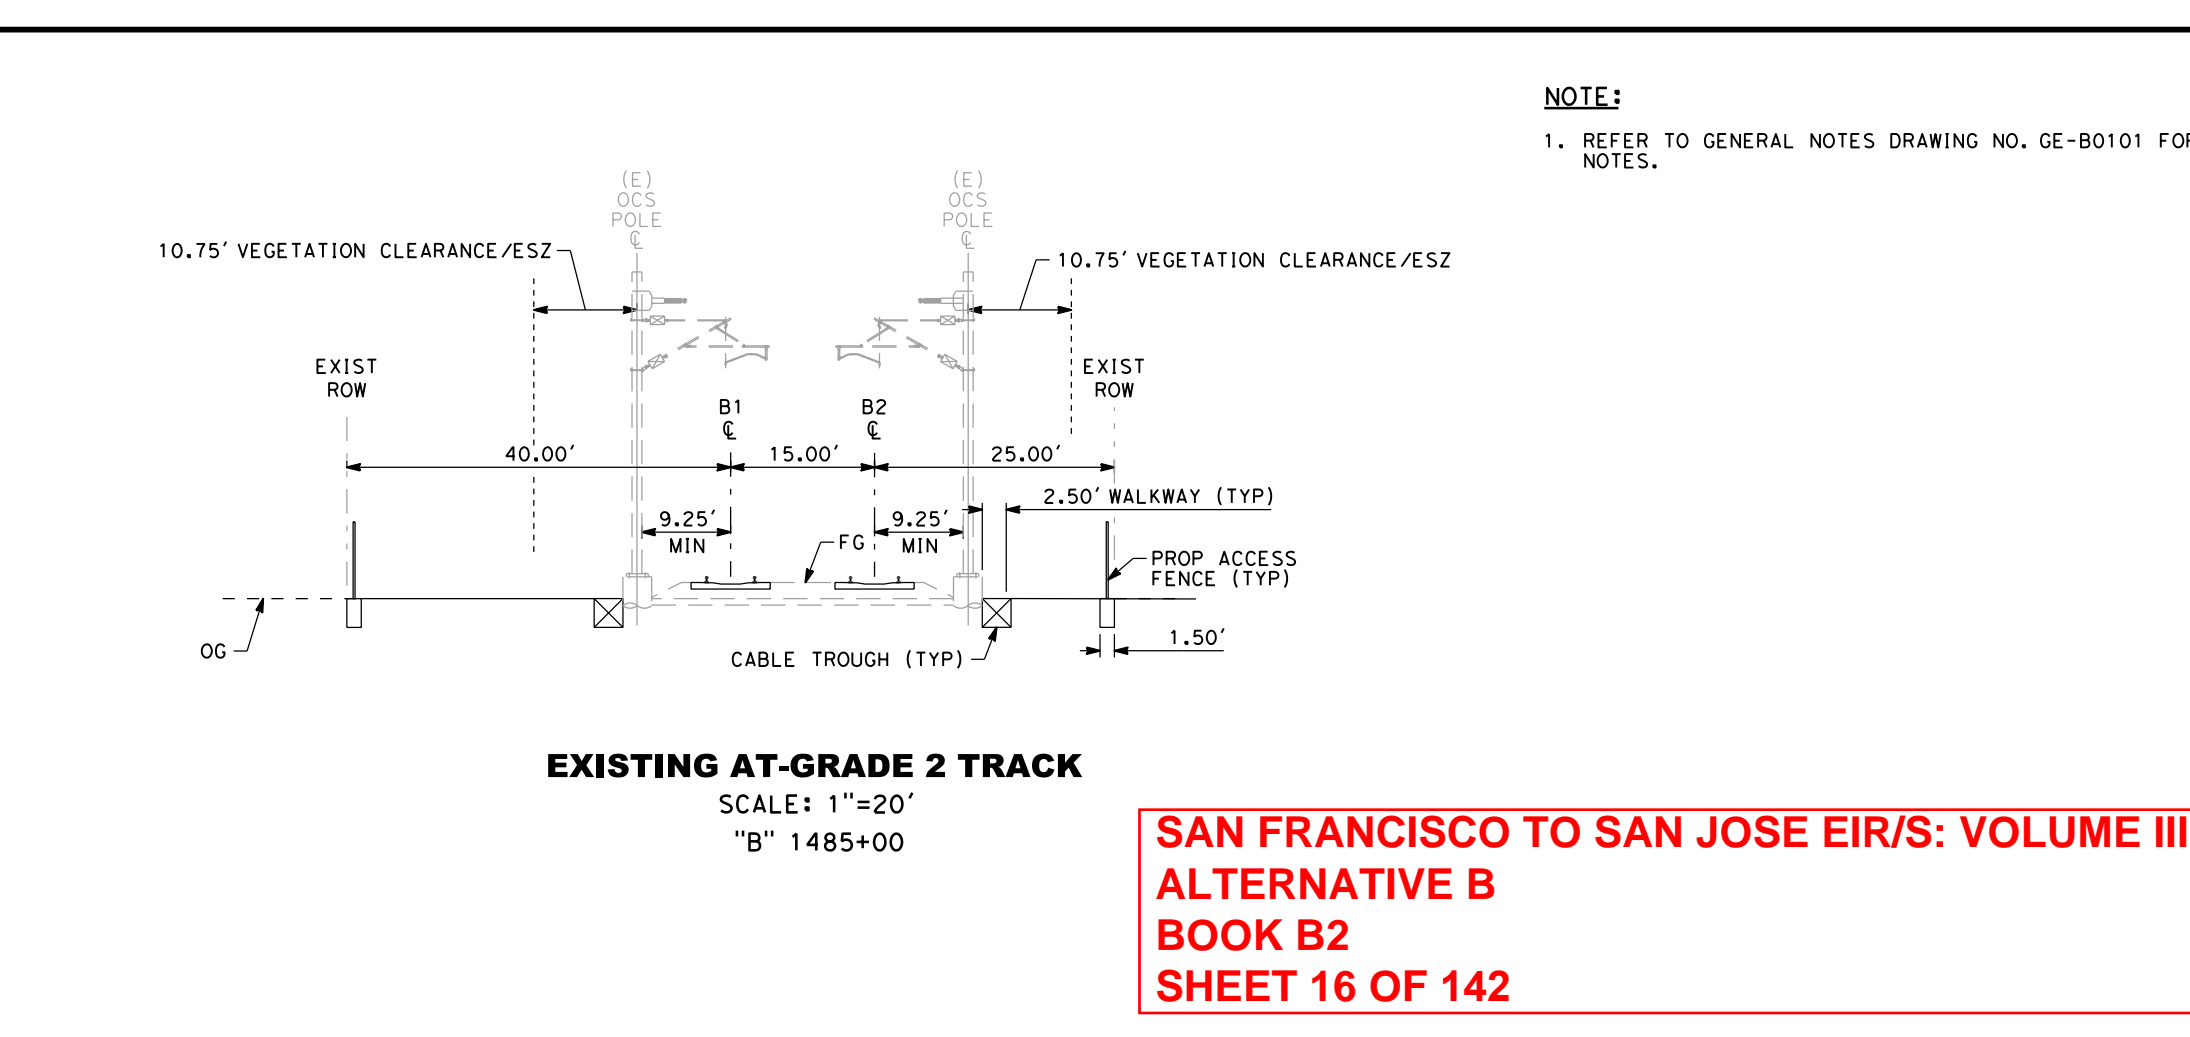 NOTE:
1. REFER TO GENERAL NOTES DRAWING NO. GE-B0101 FOR
NOTES.
(E)
OCS
POLE
℄
(E)
OCS
POLE
℄
10.75' VEGETATION CLEARANCE/ESZ
10.75' VEGETATION CLEARANCE/ESZ
EXIST
ROW
EXIST
ROW
B1
℄
B2
℄
40.00'
15.00'
25.00'
2.50' WALKWAY (TYP)
9.25'
MIN
9.25'
MIN
FG
PROP ACCESS
FENCE (TYP)
OG
1.50'
CABLE TROUGH (TYP)
EXISTING AT-GRADE 2 TRACK
SCALE: 1"=20'
"B" 1485+00
SAN FRANCISCO TO SAN JOSE EIR/S: VOLUME III
ALTERNATIVE B
BOOK B2
SHEET 16 OF 142